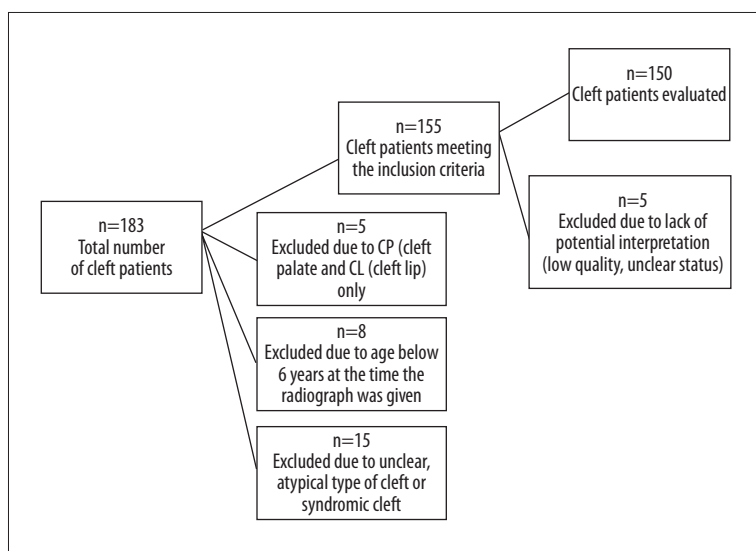 n=183
Total number
of cleft patients
n=155
Cleft patients meeting
the inclusion criteria
n=150
Cleft patients evaluated
n=5
Excluded due to lack of
potential interpretation
(low quality, unclear status)
n=5
Excluded due to CP (cleft
palate and CL (cleft lip)
only
n=8
Excluded due to age below
6 years at the time the
radiograph was given
n=15
Excluded due to unclear,
atypical type of cleft or
syndromic cleft